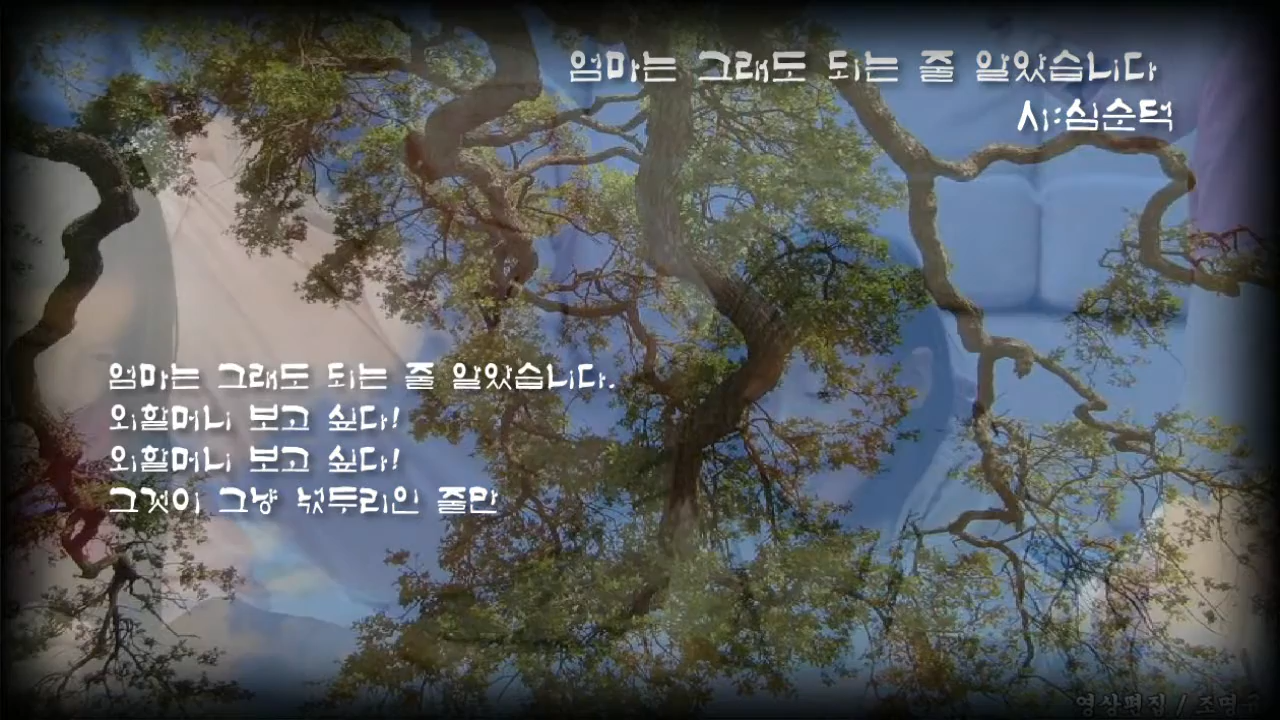 엄마는 그래도 되는 줄 알았습니다
시:심순덕
엄마는 그래도 되는 줄 알았습니다.
외할머니 보고 싶다!
외할머니 보고 싶다!
그것이 그냥 넋두리인 줄만
영상편집 / 조명